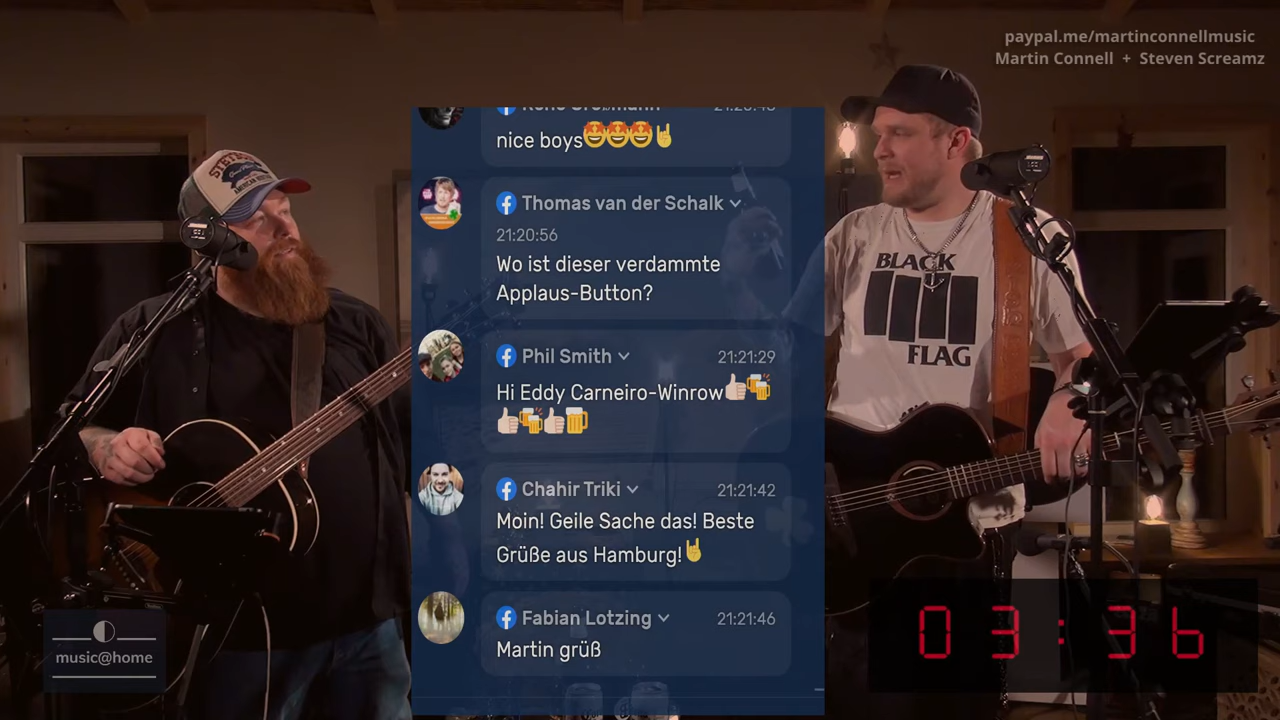 paypal.me/martinconnellmusic
Martin Connell + Steven Screamz
nice boys🤩🤩🤩🤘
Thomas van der Schalk
21:20:56
Wo ist dieser verdammte
Applaus-Button?
Phil Smith 21:21:29
Hi Eddy Carneiro-Winrow👍🏻🍻
👍🏻🍻👍🏻🍺
Chahir Triki 21:21:42
Moin! Geile Sache das! Beste
Grüße aus Hamburg!🤘
Fabian Lotzing 21:21:46
Martin grüß
BLACK
FLAG
music@home
03:36